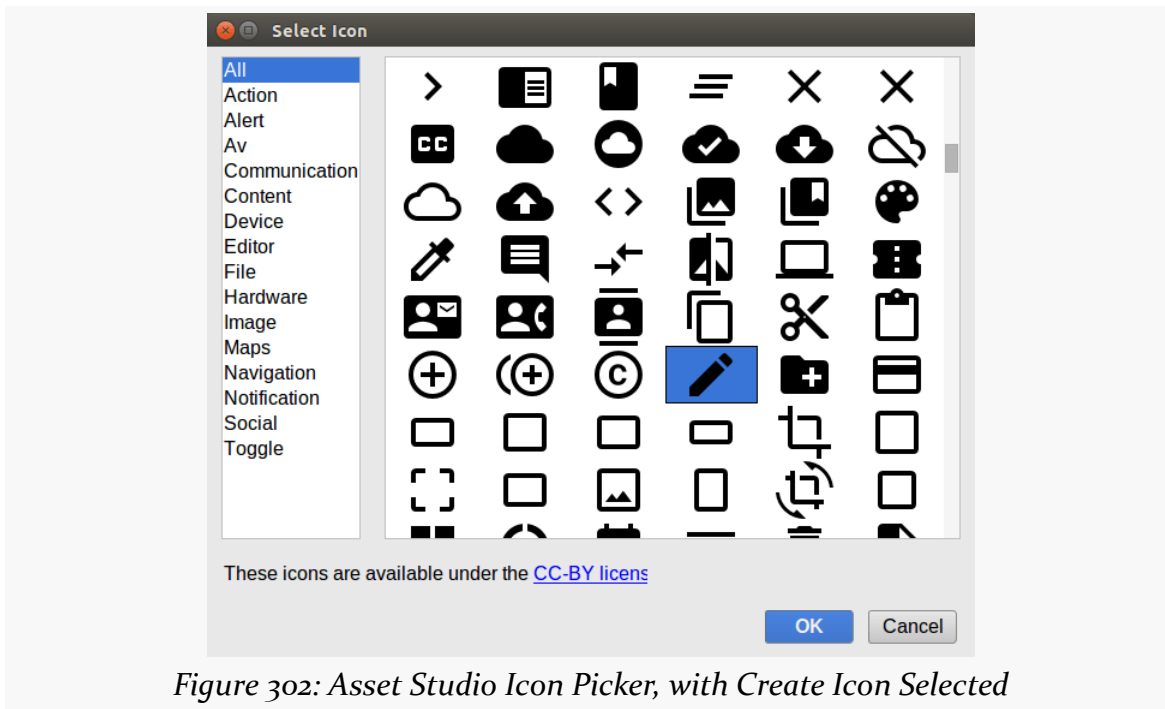 Select Icon
All
Action
Alert
Av
Communication
Content
Device
Editor
File
Hardware
Image
Maps
Navigation
Notification
Social
Toggle
CC
C
These icons are available under the CC-BY licens
OK
Cancel
Figure 302: Asset Studio Icon Picker, with Create Icon Selected